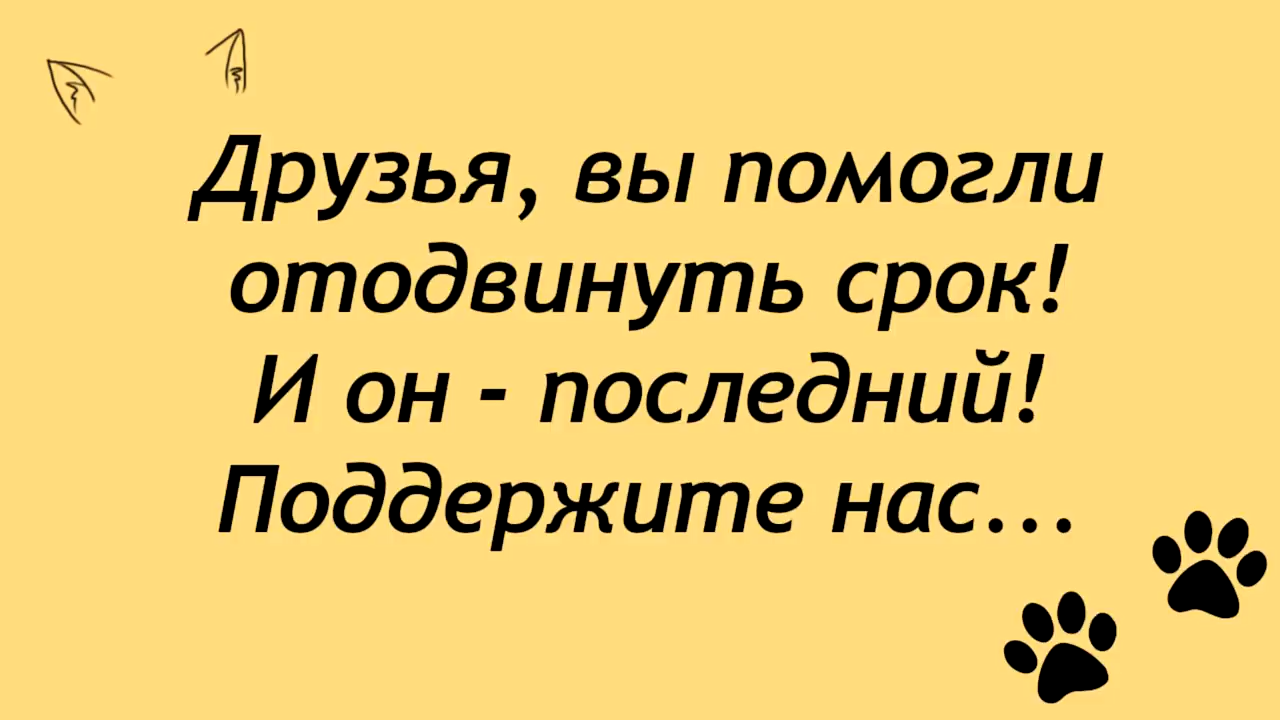 Друзья, вы помогли
отодвинуть срок!
И он - последний!
Поддержите нас...